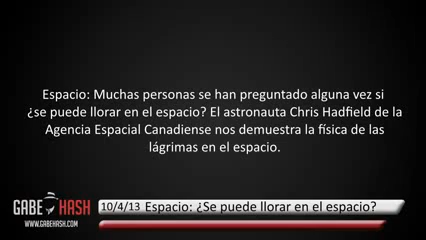 Espacio: Muchas personas se han preguntado alguna vez si
¿se puede llorar en el espacio? El astronauta Chris Hadfield de la
Agencia Espacial Canadiense nos demuestra la física de las
lágrimas en el espacio.
GABE HASH
WWW.GABEHASH.COM
10/4/13 Espacio: ¿Se puede llorar en el espacio?